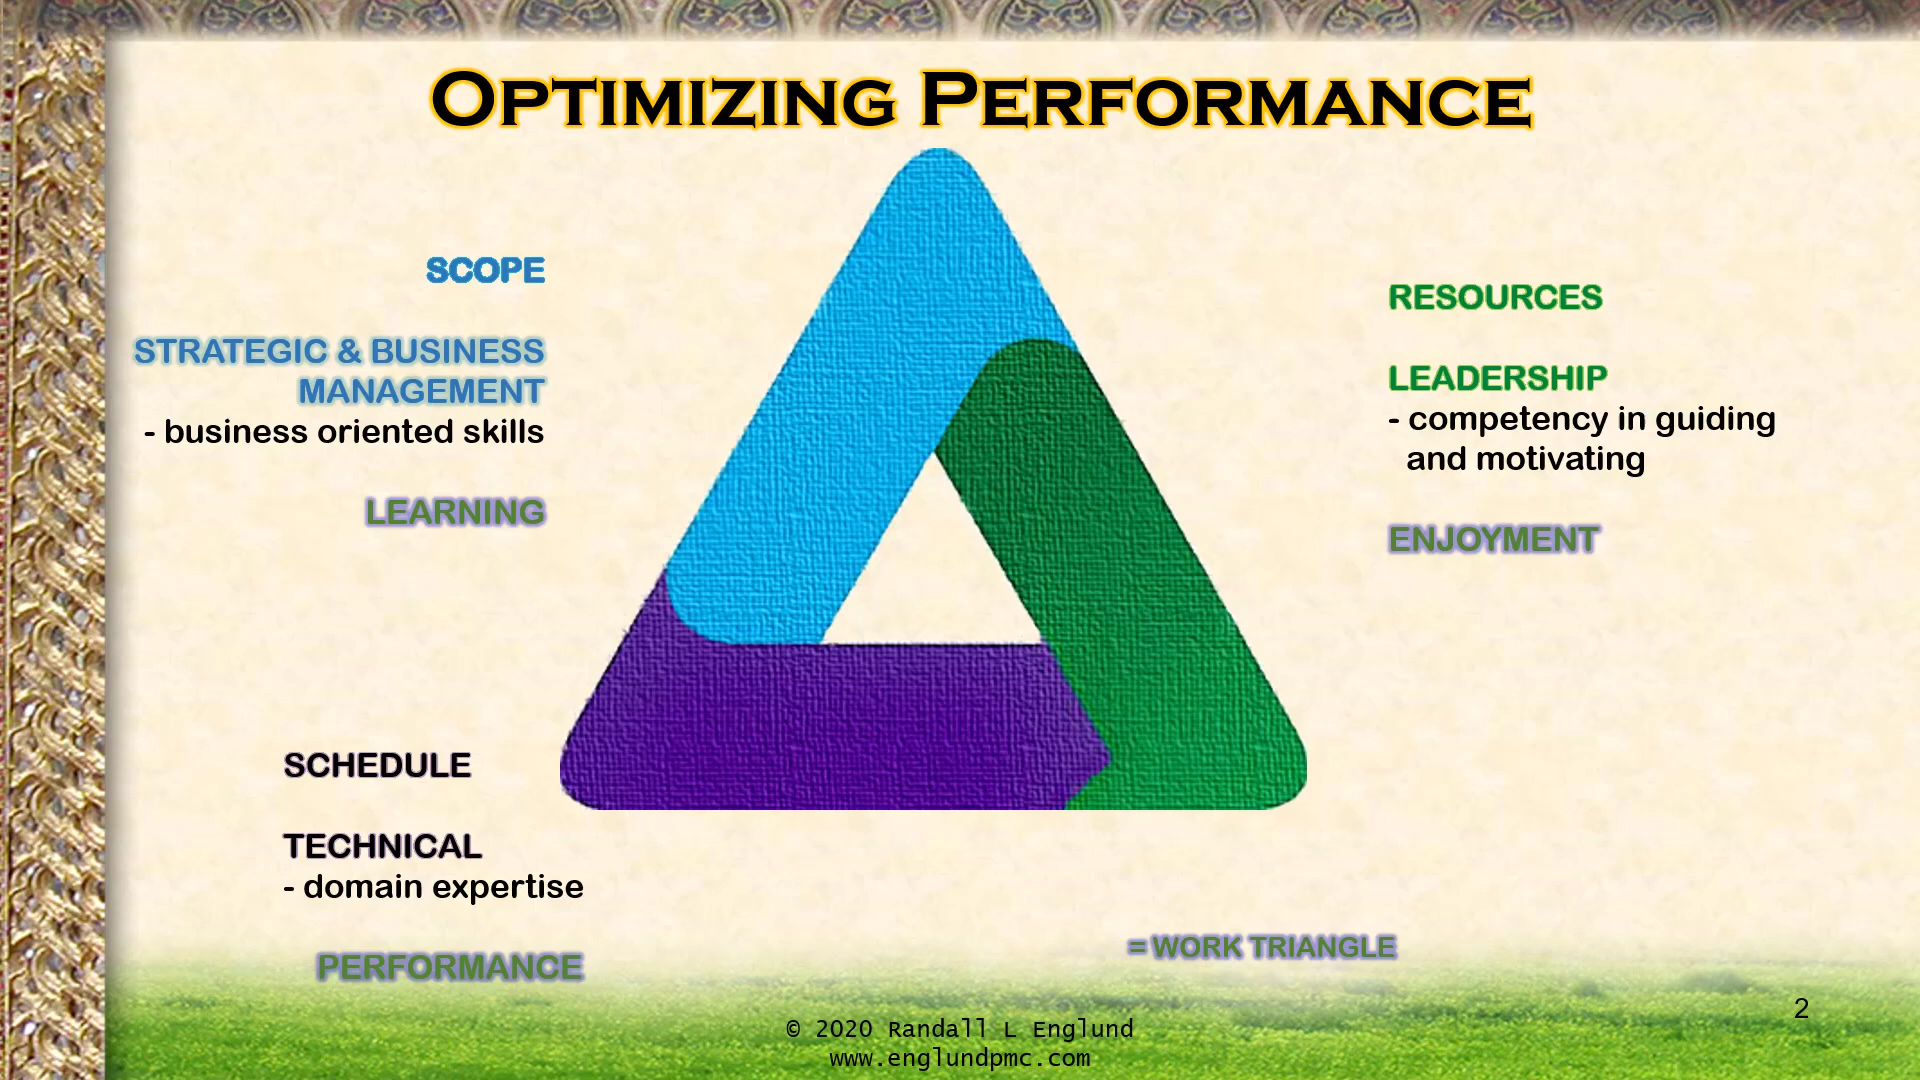 OPTIMIZING PERFORMANCE
SCOPE
STRATEGIC & BUSINESS
MANAGEMENT
- business oriented skills
LEARNING
RESOURCES
LEADERSHIP
- competency in guiding
and motivating
ENJOYMENT
SCHEDULE
TECHNICAL
- domain expertise
PERFORMANCE
= WORK TRIANGLE
2
© 2020 Randall L Englund
www.englundpmc.com